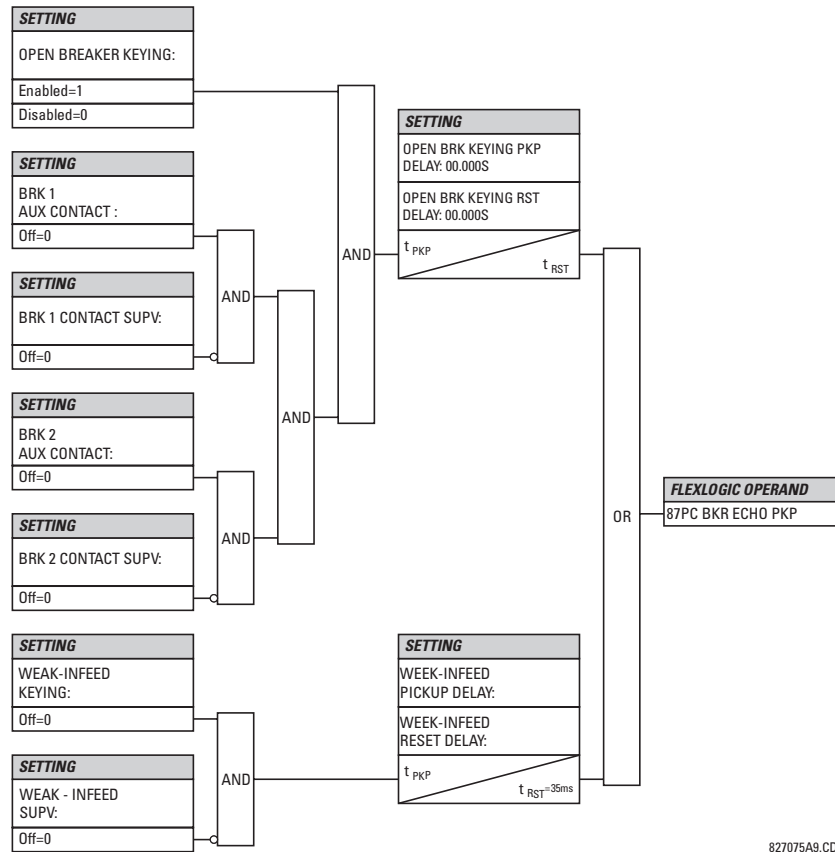 SETTING
OPEN BREAKER KEYING:
Enabled=1
Disabled=0
SETTING
BRK 1
AUX CONTACT :
Off=0
SETTING
BRK 1 CONTACT SUPV:
Off=0
AND
SETTING
BRK 2
AUX CONTACT:
Off=0
SETTING
BRK 2 CONTACT SUPV:
Off=0
AND
AND
AND
SETTING
OPEN BRK KEYING PKP
DELAY: 00.000S
OPEN BRK KEYING RST
DELAY: 00.000S
t PKP
t RST
SETTING
WEAK-INFEED
KEYING:
Off=0
SETTING
WEAK - INFEED
SUPV:
Off=0
AND
SETTING
WEEK-INFEED
PICKUP DELAY:
WEEK-INFEED
RESET DELAY:
t PKP
t RST=35ms
OR
FLEXLOGIC OPERAND
87PC BKR ECHO PKP
827075A9.CD